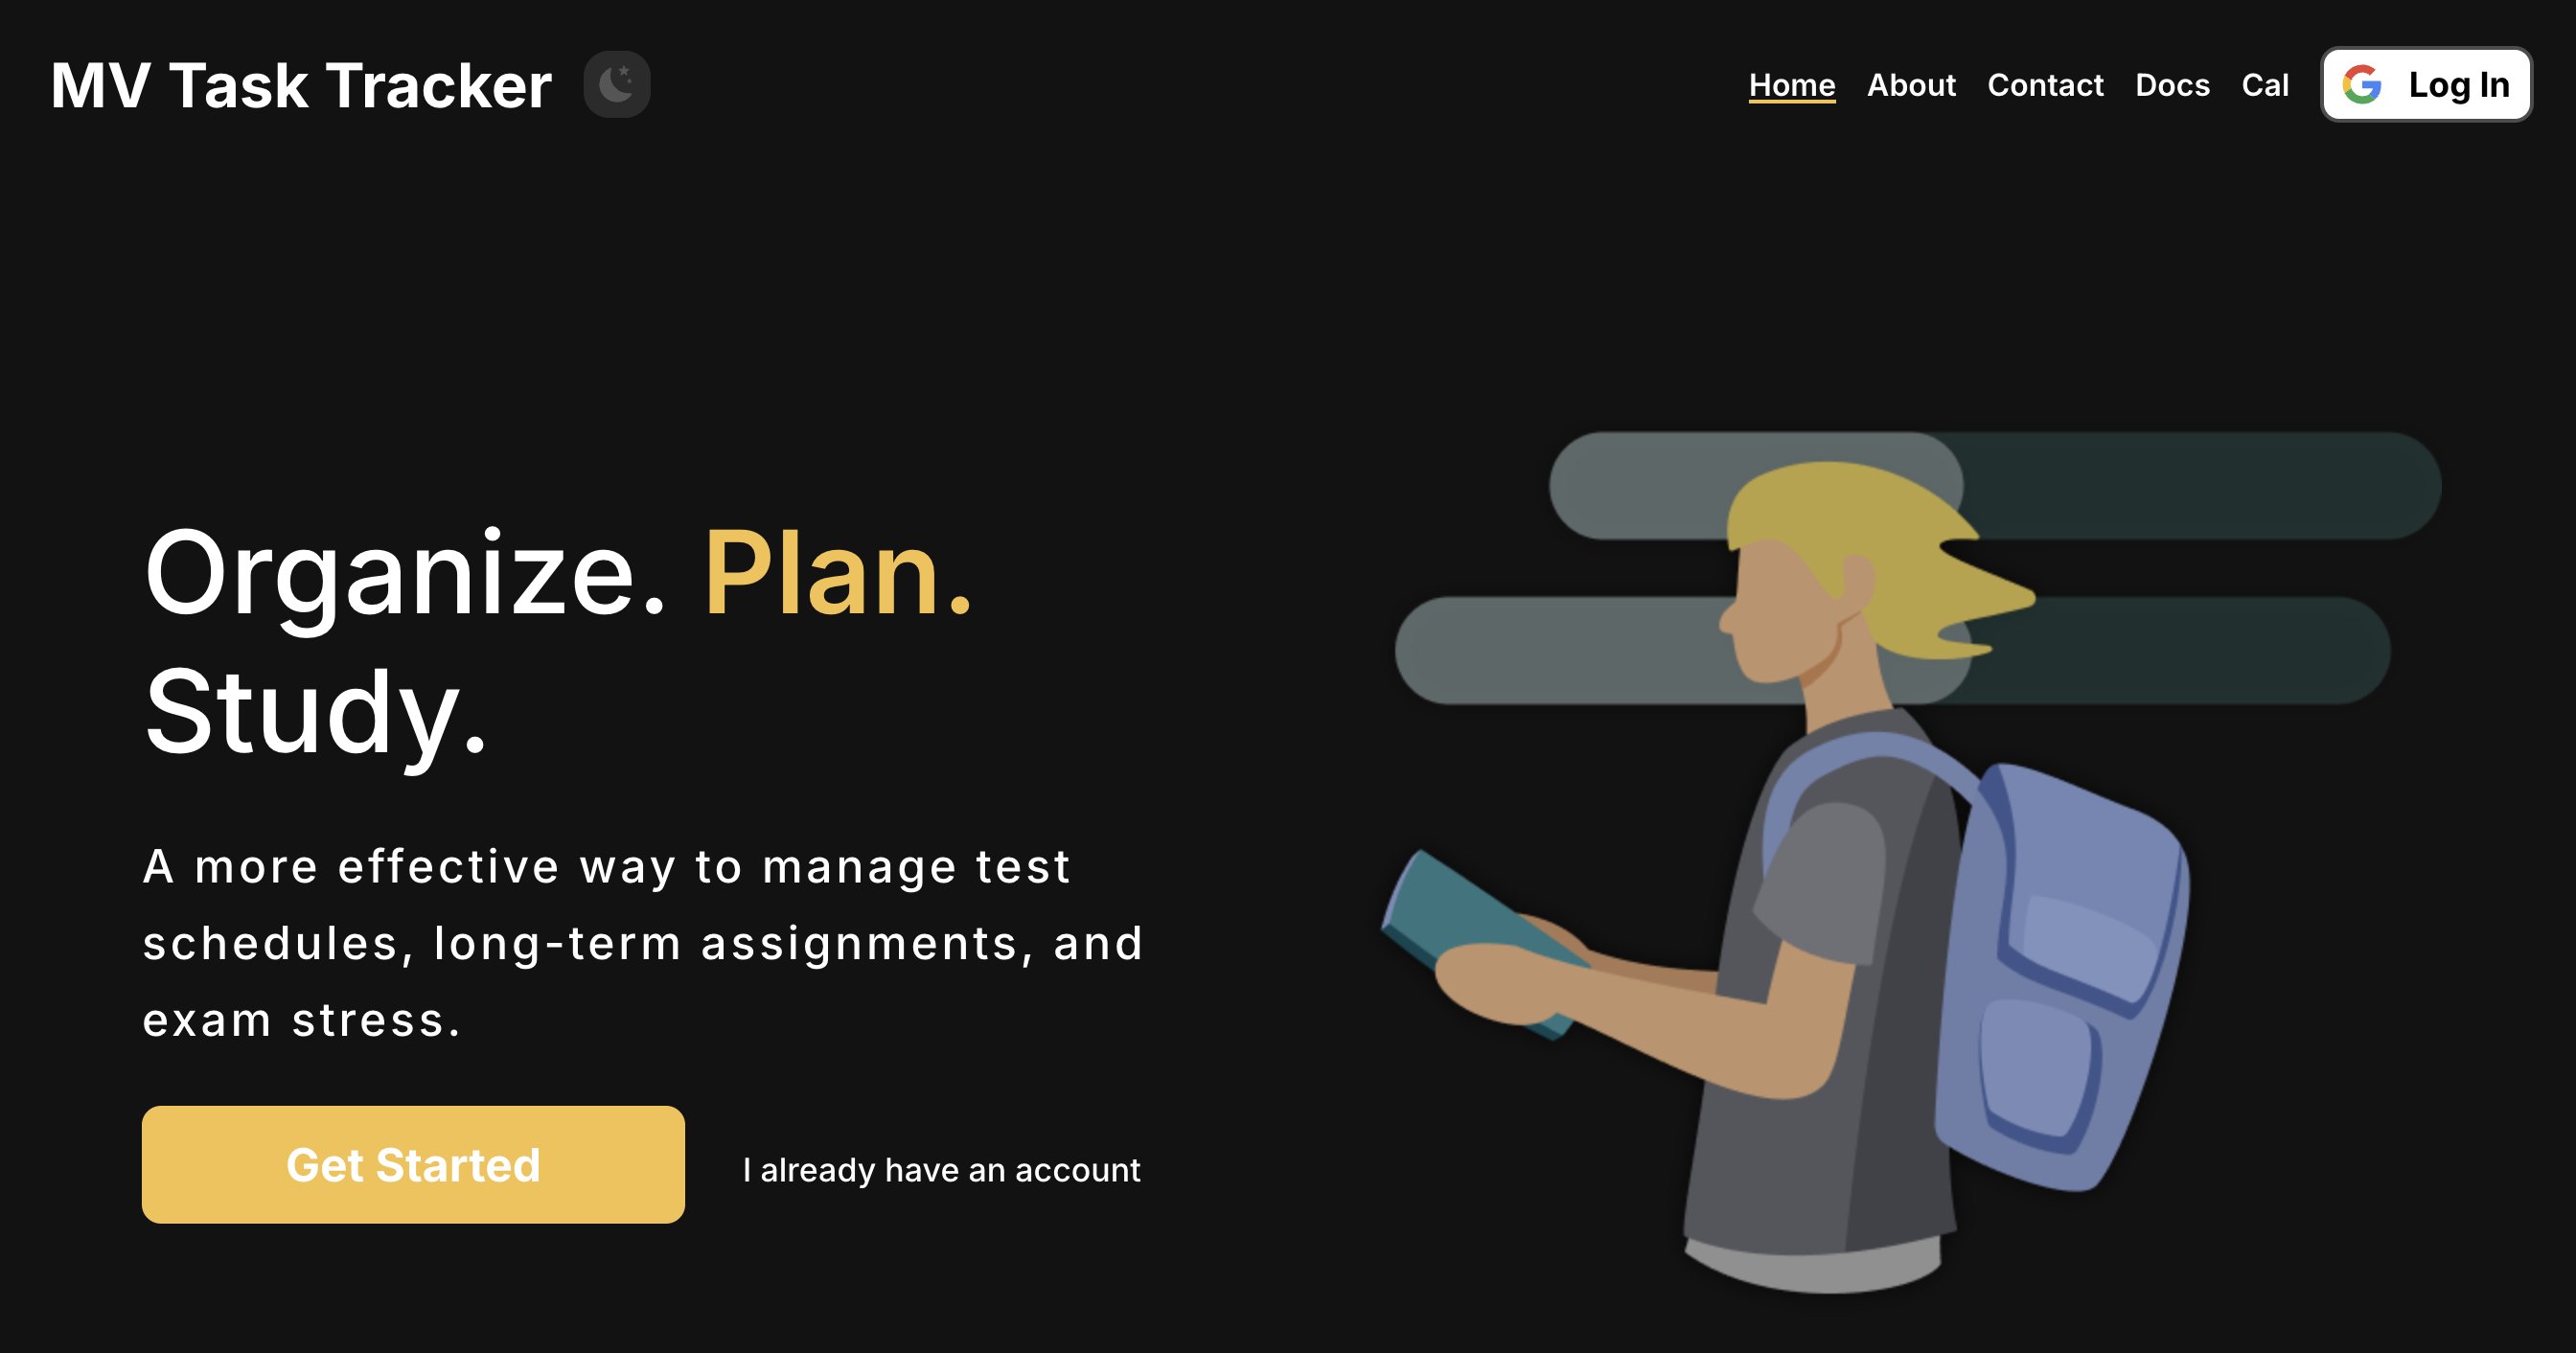 MV Task Tracker
Home About Contact Docs Cal Log In
Organize. Plan.
Study.
A more effective way to manage test
schedules, long-term assignments, and
exam stress.
Get Started
I already have an account